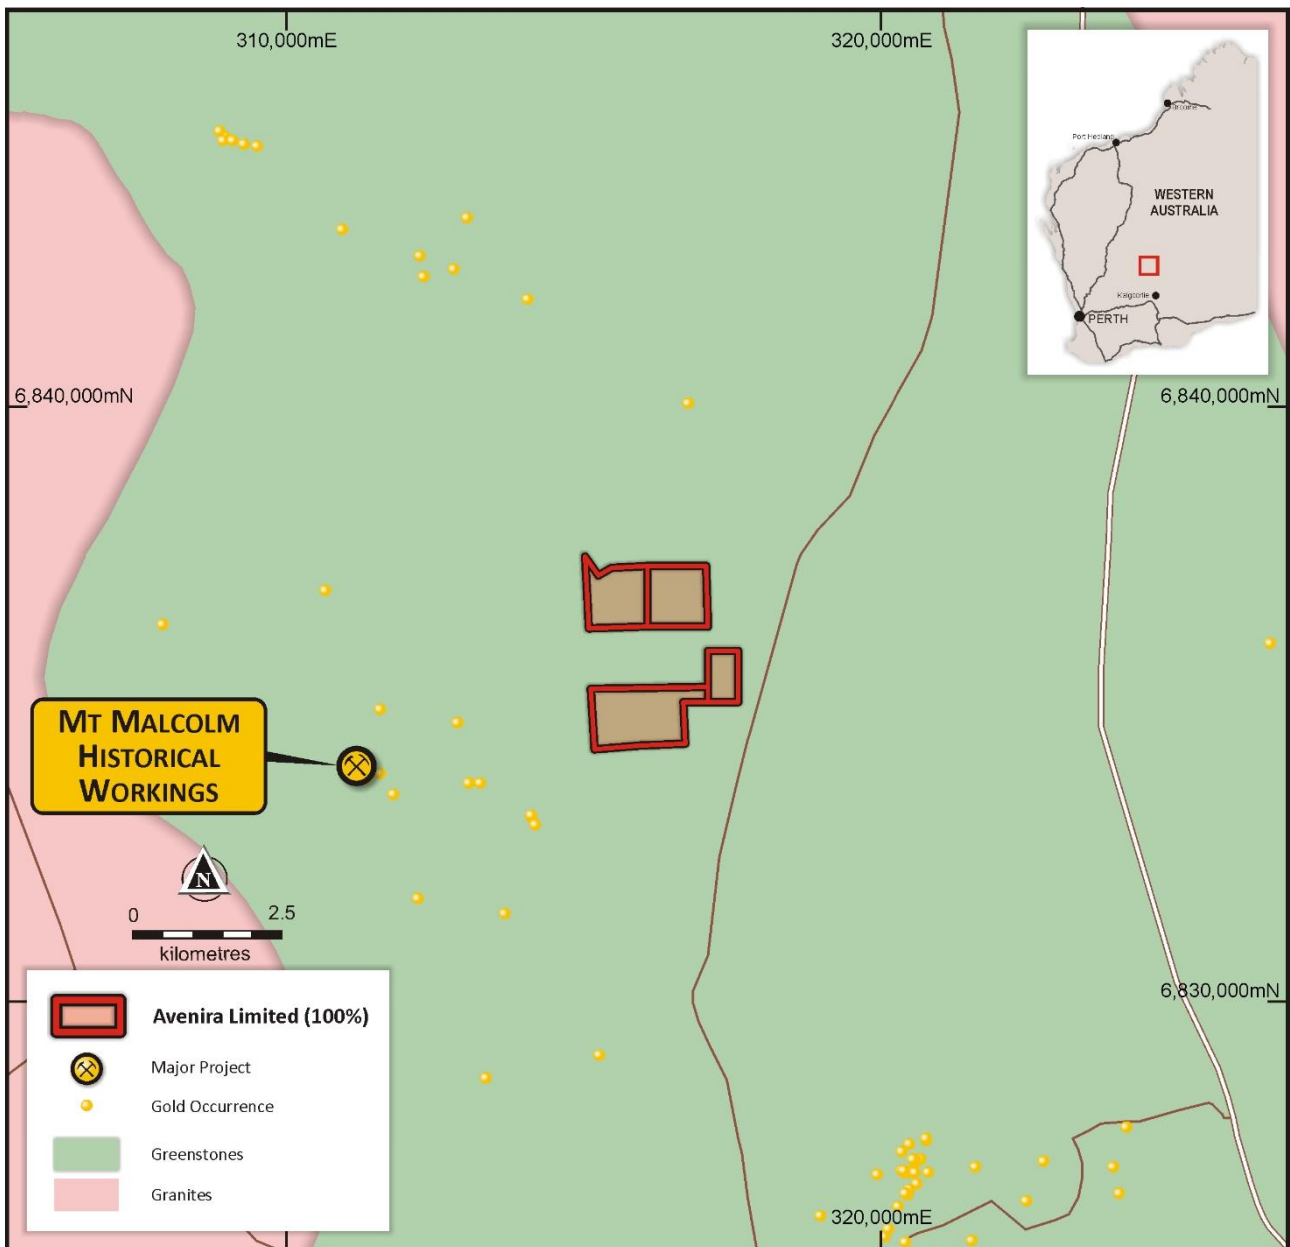 310,000mE
320,000mE
Broome
Port Hedland
WESTERN
AUSTRALIA
Kalgoorlie
PERTH
6,840,000mN
6,840,000mN
MT MALCOLM
HISTORICAL
WORKINGS
N
0
2.5
kilometres
6,830,000mN
Avenira Limited (100%)
Major Project
Gold Occurrence
Greenstones
Granites
320,000mE